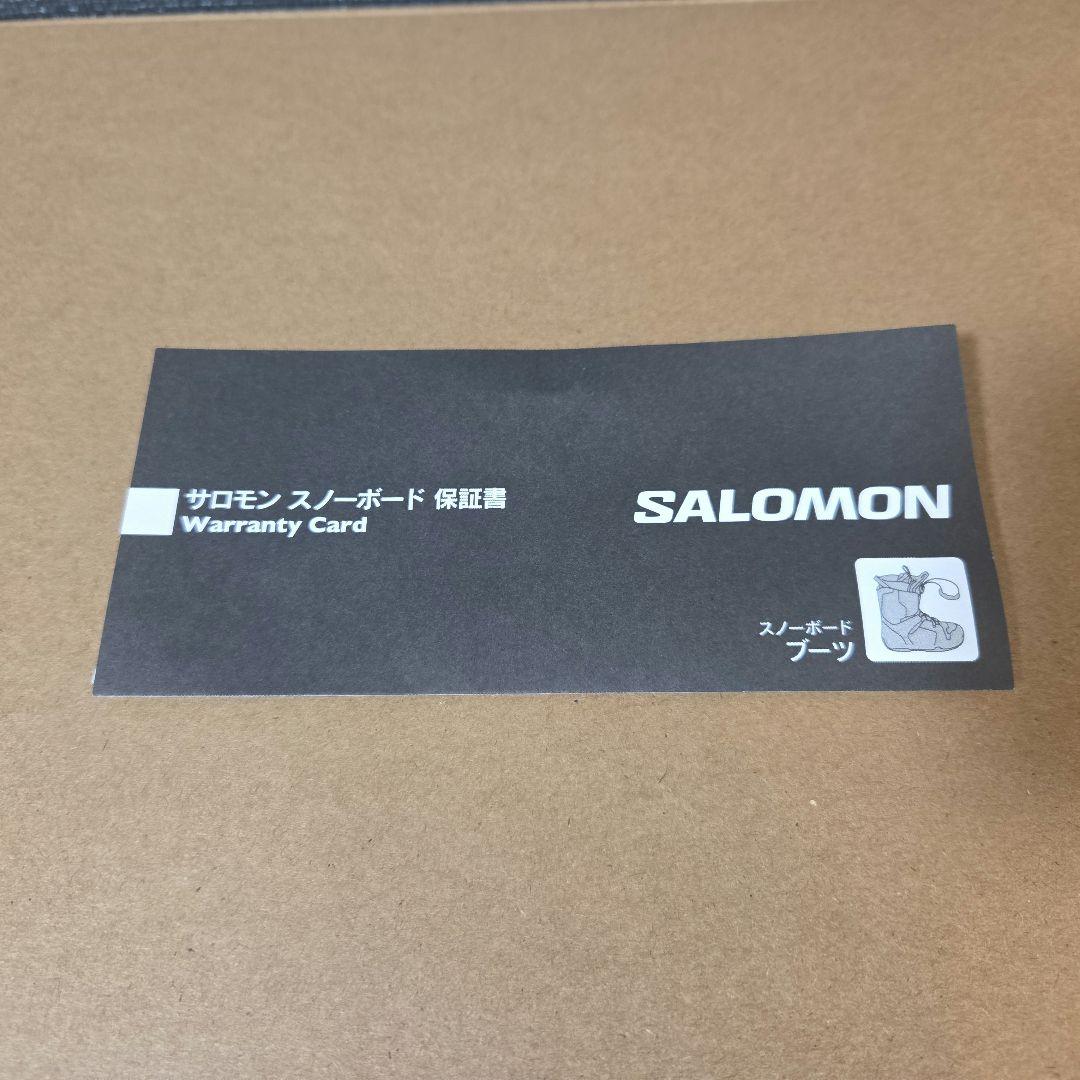 サロモン スノーボード 保証書
Warranty Card
SALOMON
スノーボード
ブーツ